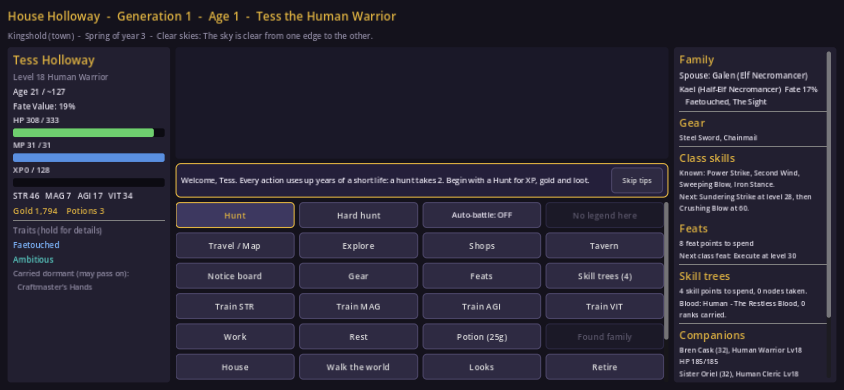 House Holloway - Generation 1 - Age 1 - Tess the Human Warrior
Kingshold (town) - Spring of year 3 - Clear skies: The sky is clear from one edge to the other.
Tess Holloway
Level 18 Human Warrior
Age 21 / ~127
Fate Value: 19%
HP 308 / 333
MP 31 / 31
XP 0 / 128
STR 46 MAG 7 AGI 17 VIT 34
Gold 1,794 Potions 3
Traits (hold for details)
Faetouched
Ambitious
Carried dormant (may pass on):
Craftmaster's Hands
Welcome, Tess. Every action uses up years of a short life: a hunt takes 2. Begin with a Hunt for XP, gold and loot.
Skip tips
Hunt
Hard hunt
Auto-battle: OFF
No legend here
Travel / Map
Explore
Shops
Tavern
Notice board
Gear
Feats
Skill trees (4)
Train STR
Train MAG
Train AGI
Train VIT
Work
Rest
Potion (25g)
Found family
House
Walk the world
Looks
Retire
Family
Spouse: Galen (Elf Necromancer)
Kael (Half-Elf Necromancer) Fate 17%
Faetouched, The Sight
Gear
Steel Sword, Chainmail
Class skills
Known: Power Strike, Second Wind,
Sweeping Blow, Iron Stance.
Next: Sundering Strike at level 28, then
Crushing Blow at 60.
Feats
8 feat points to spend
Next class feat: Execute at level 30
Skill trees
4 skill points to spend, 0 nodes taken.
Blood: Human - The Restless Blood, 0
ranks carried.
Companions
Bren Cask (32), Human Warrior Lv18
HP 185/185
Sister Oriel (32), Human Cleric Lv18